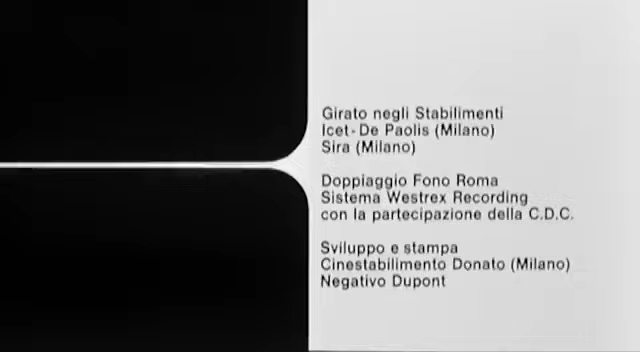 Girato negli Stabilimenti
Icet-De Paolis (Milano)
Sira (Milano)
Doppiaggio Fono Roma
Sistema Westrex Recording
con la partecipazione della C.D.C.
Sviluppo e stampa
Cinestabilimento Donato (Milano)
Negativo Dupont